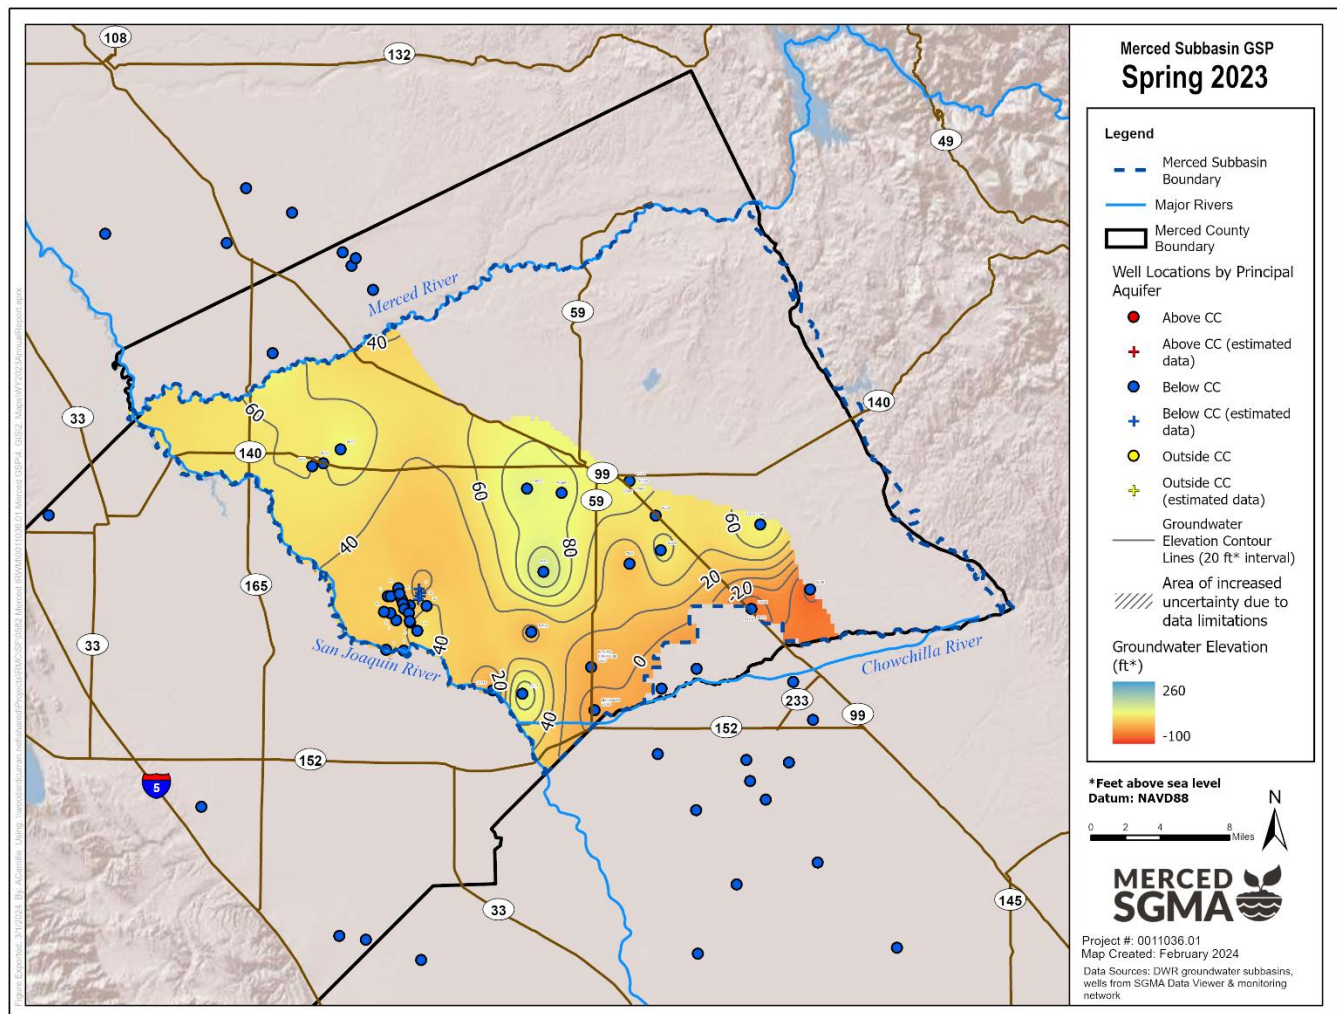 Merced Subbasin GSP
Spring 2023
Legend
Merced Subbasin
Boundary
Major Rivers
Merced County
Boundary
Well Locations by Principal
Aquifer
Above CC
Above CC (estimated
data)
Below CC
Below CC (estimated
data)
Outside CC
Outside CC
(estimated data)
Groundwater
Elevation Contour
Lines (20 ft* interval)
Area of increased
uncertainty due to
data limitations
Groundwater Elevation
(ft*)
260
-100
*Feet above sea level
Datum: NAVD88
N
0 2 4 8
Miles
MERCED
SGMA
Project #: 0011036.01
Map Created: February 2024
Data Sources: DWR groundwater subbasins,
wells from SGMA Data Viewer & monitoring
network
108
132
49
Merced River
59
40
33
60
140
140
99
59
60
80
60
40
20
-20
165
33
San Joaquin River
40
0
20
40
Chowchilla River
233
99
152
152
5
33
145